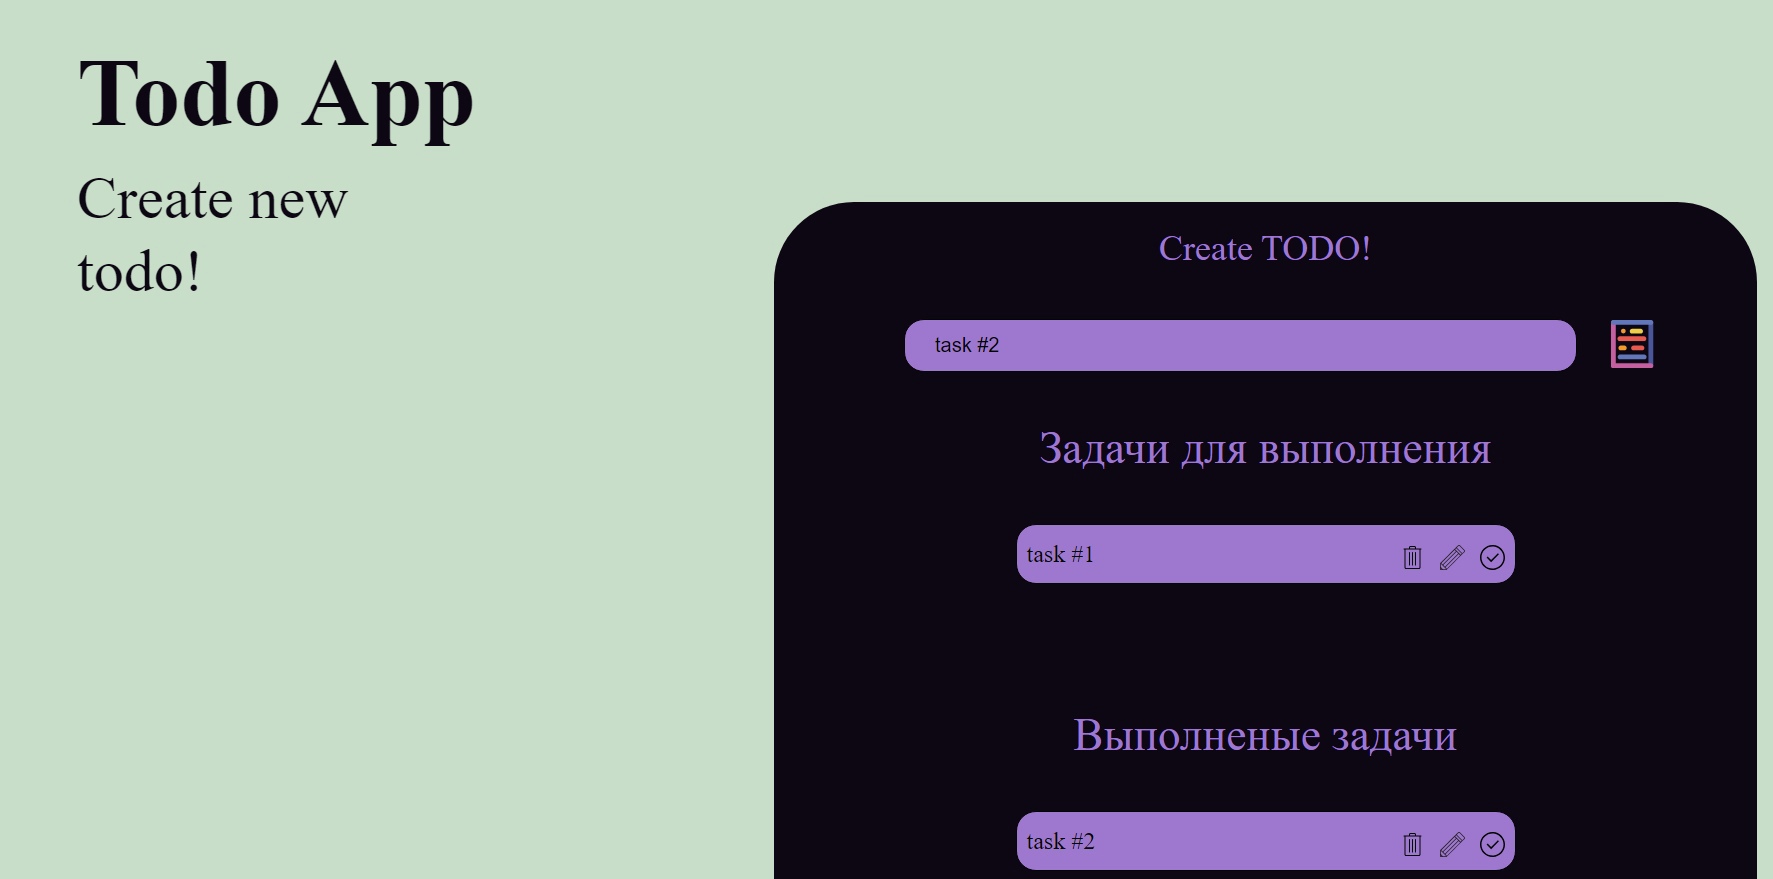 Todo App
Create new
todo!
Create TODO!
task #2
Задачи для выполнения
task #1
Выполненые задачи
task #2